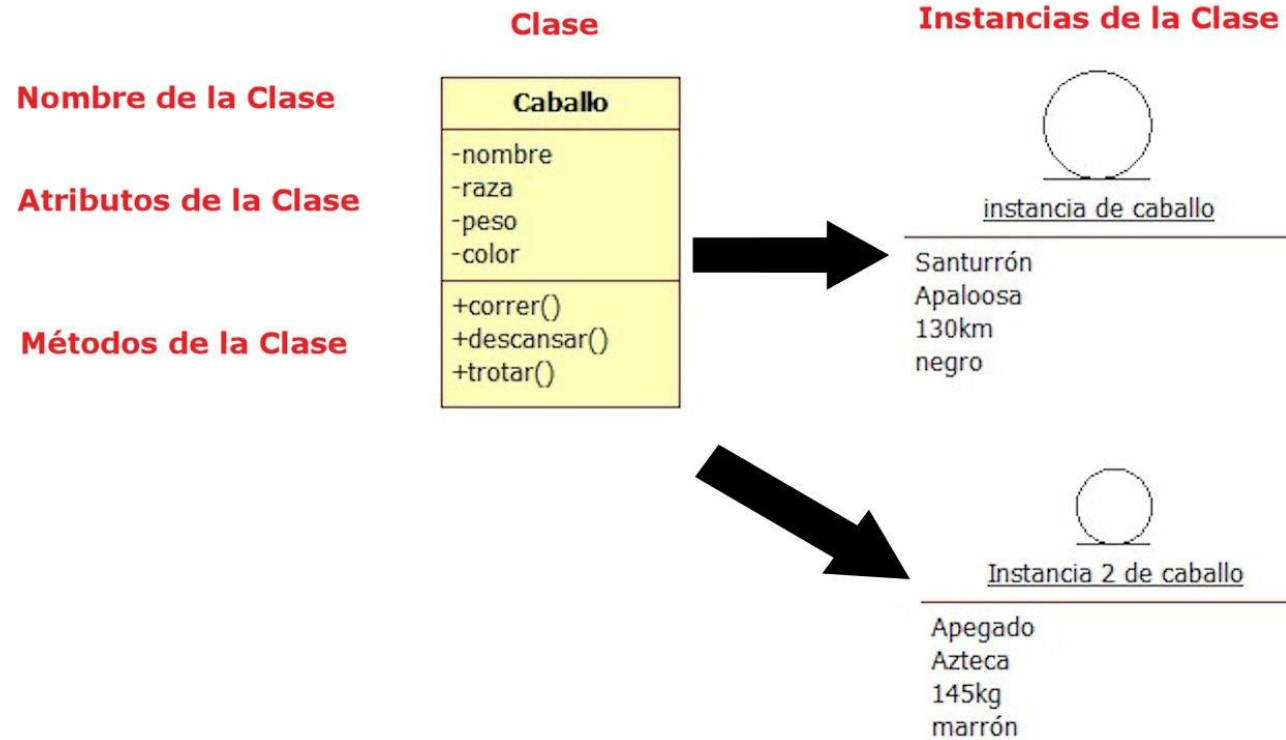 Clase
Instancias de la Clase
Nombre de la Clase
Caballo
Atributos de la Clase
-nombre
-raza
-peso
-color
Métodos de la Clase
+correr()
+descansar()
+trotar()
instancia de caballo
Santurrón
Apaloosa
130km
negro
Instancia 2 de caballo
Apegado
Azteca
145kg
marrón